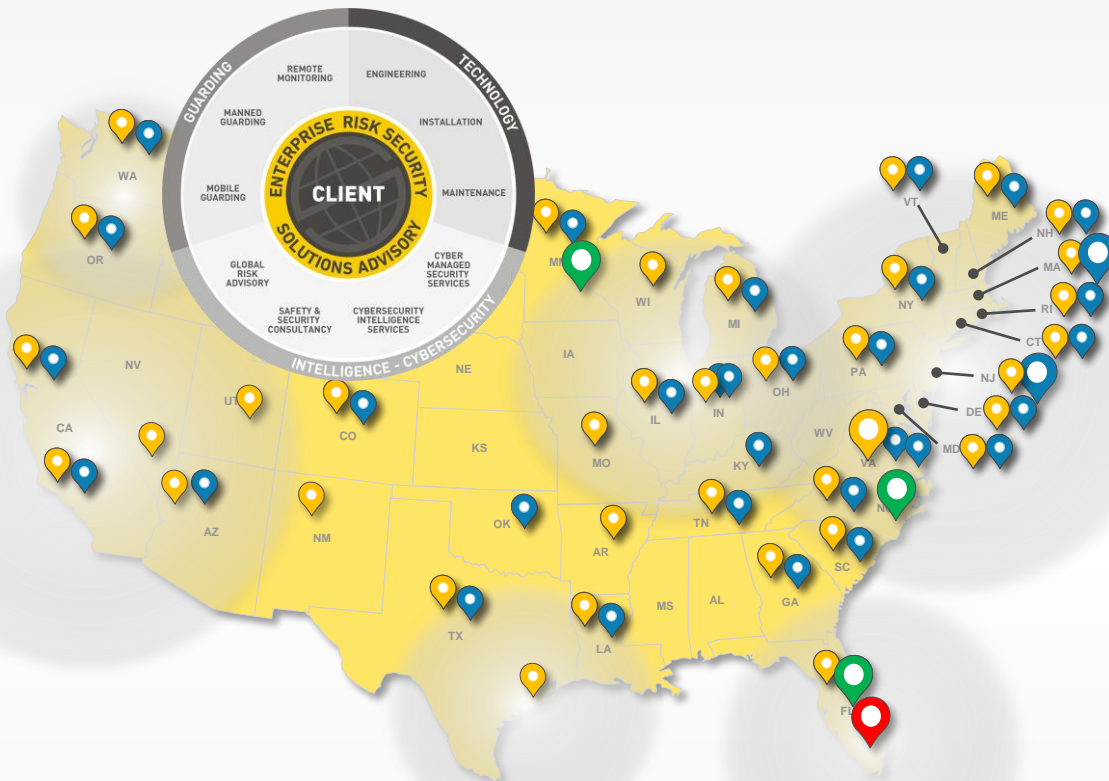 GUARDING
TECHNOLOGY
INTELLIGENCE - CYBERSECURITY
REMOTE
MONITORING
ENGINEERING
MANNED
GUARDING
INSTALLATION
MOBILE
GUARDING
MAINTENANCE
GLOBAL
RISK
ADVISORY
CYBER
MANAGED
SECURITY
SERVICES
SAFETY &
SECURITY
CONSULTANCY
CYBERSECURITY
INTELLIGENCE
SERVICES
ENTERPRISE RISK SECURITY
SOLUTIONS ADVISORY
CLIENT
WA
OR
NV
CA
UT
AZ
CO
NM
NE
KS
OK
TX
MN
IA
MO
AR
LA
WI
IL
MI
IN
OH
KY
TN
MS
AL
GA
FL
SC
NC
VA
WV
PA
NY
VT
ME
NH
MA
RI
CT
NJ
DE
MD